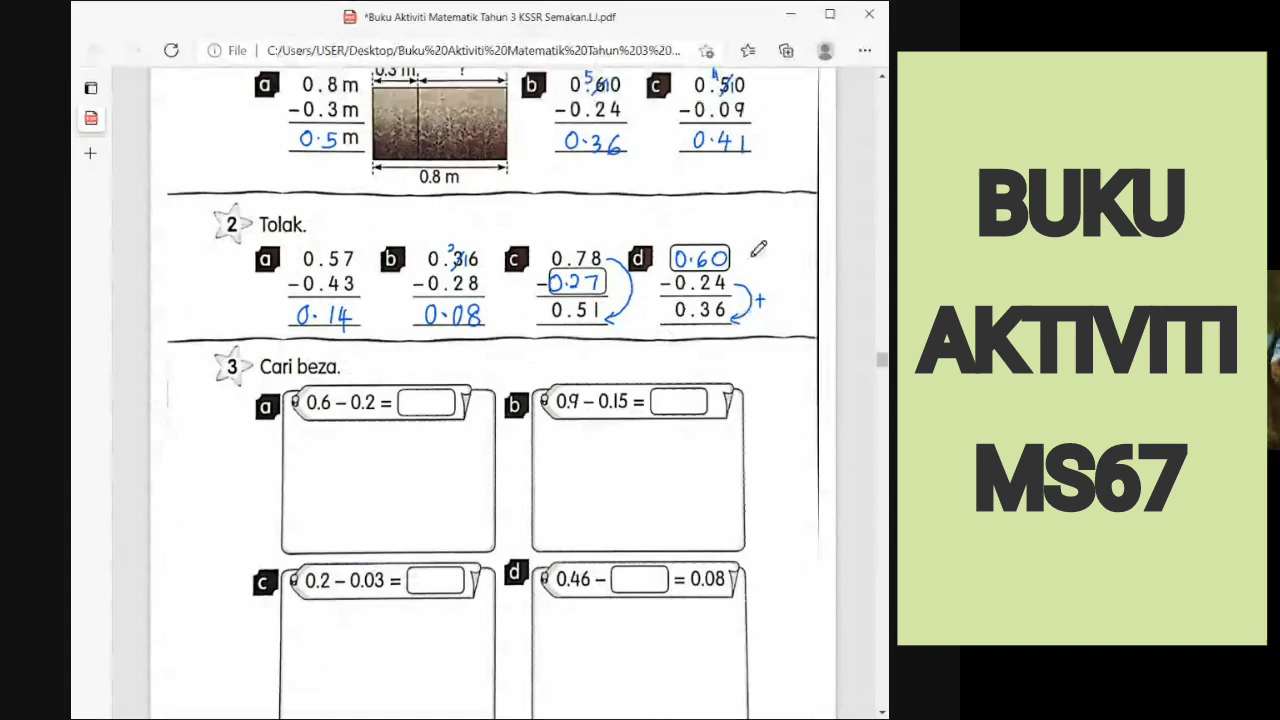 *Buku Aktiviti Matematik Tahun 3 KSSR Semakan.LJ.pdf
File | C:/Users/USER/Desktop/Buku%20Aktiviti%20Matematik%20Tahun%203%20...
a 0.8 m
- 0.3 m
0.5 m
0.3 m ?
0.8 m
b 0.60
- 0.24
0.36
c 0.50
- 0.09
0.41
2 Tolak.
a 0.57
- 0.43
0.14
b 0.36
- 0.28
0.08
c 0.78
- 0.27
0.51
d 0.60
- 0.24
0.36
+
3 Cari beza.
a 0.6 – 0.2 =
b 0.9 – 0.15 =
c 0.2 – 0.03 =
d 0.46 – = 0.08
BUKU
AKTIVITI
MS67